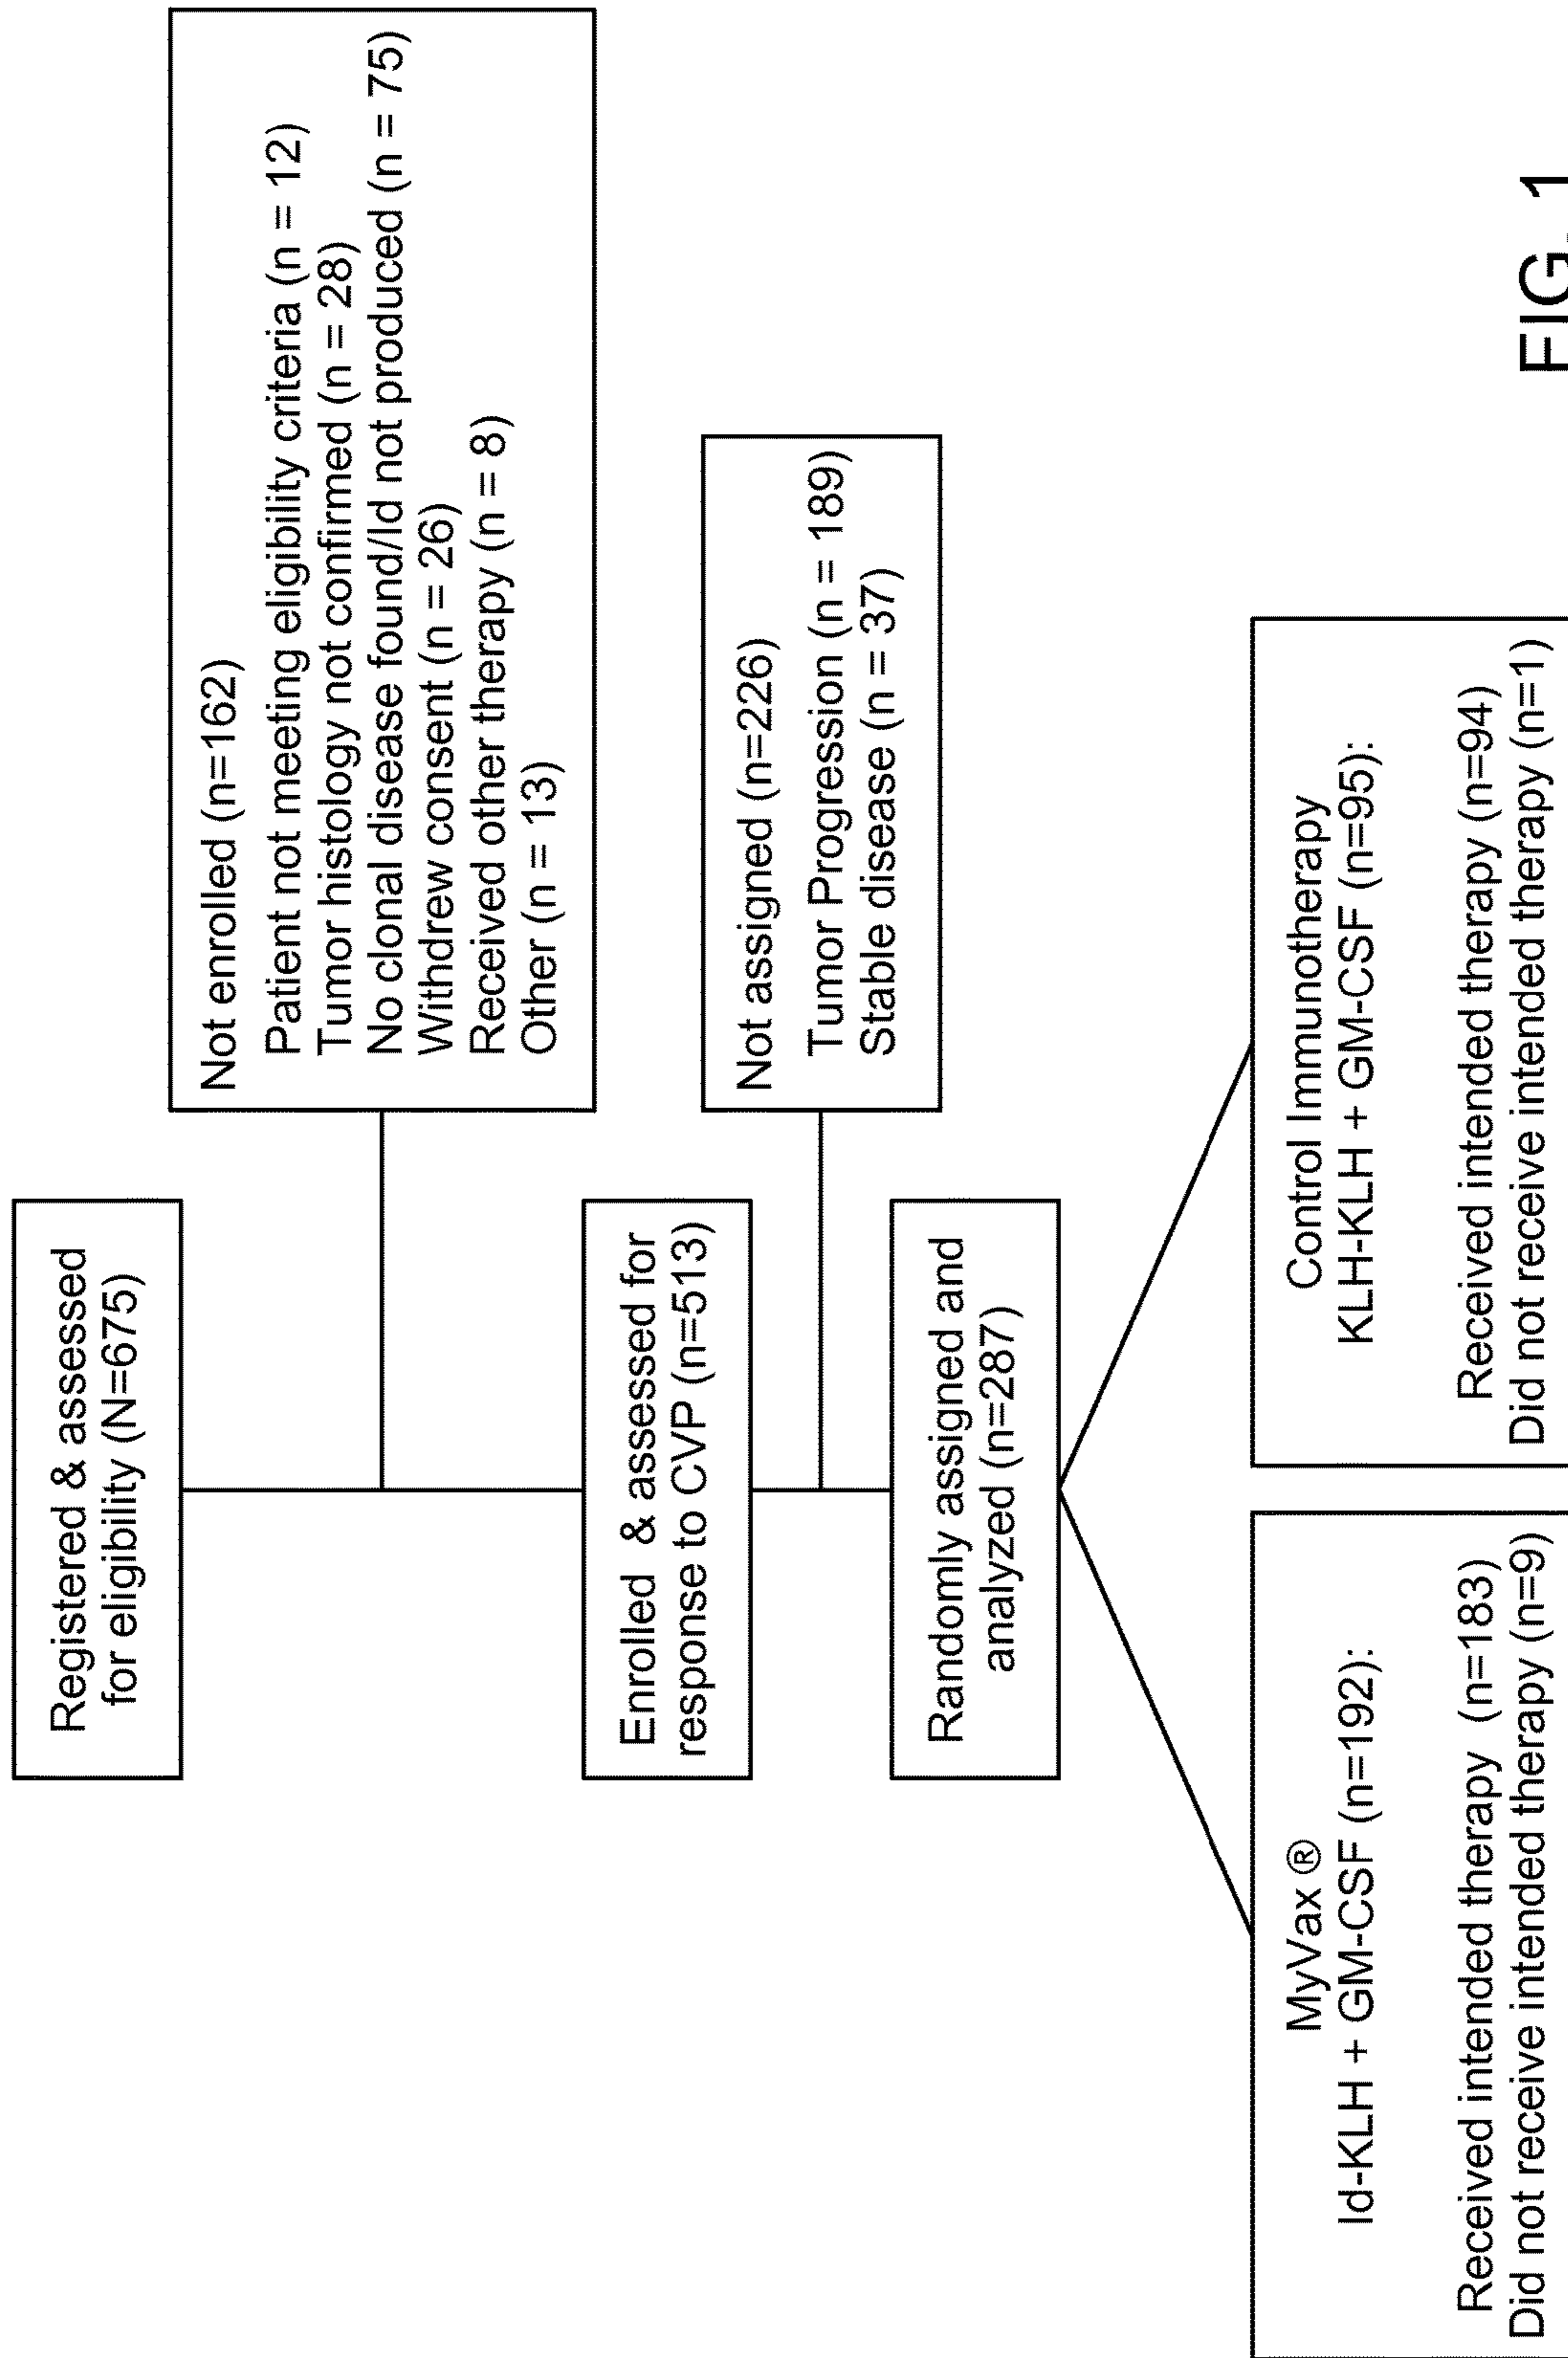 Registered & assessed
for eligibility (N=675)
Not enrolled (n=162)
Patient not meeting eligibility criteria (n = 12)
Tumor histology not confirmed (n = 28)
No clonal disease found/Id not produced (n = 75)
Withdrew consent (n = 26)
Received other therapy (n = 8)
Other (n = 13)
Enrolled & assessed for
response to CVP (n=513)
Not assigned (n=226)
Tumor Progression (n = 189)
Stable disease (n = 37)
Randomly assigned and
analyzed (n=287)
MyVax ®
Id-KLH + GM-CSF (n=192):
Received intended therapy (n=183)
Did not receive intended therapy (n=9)
Control Immunotherapy
KLH-KLH + GM-CSF (n=95):
Received intended therapy (n=94)
Did not receive intended therapy (n=1)
FIG. 1